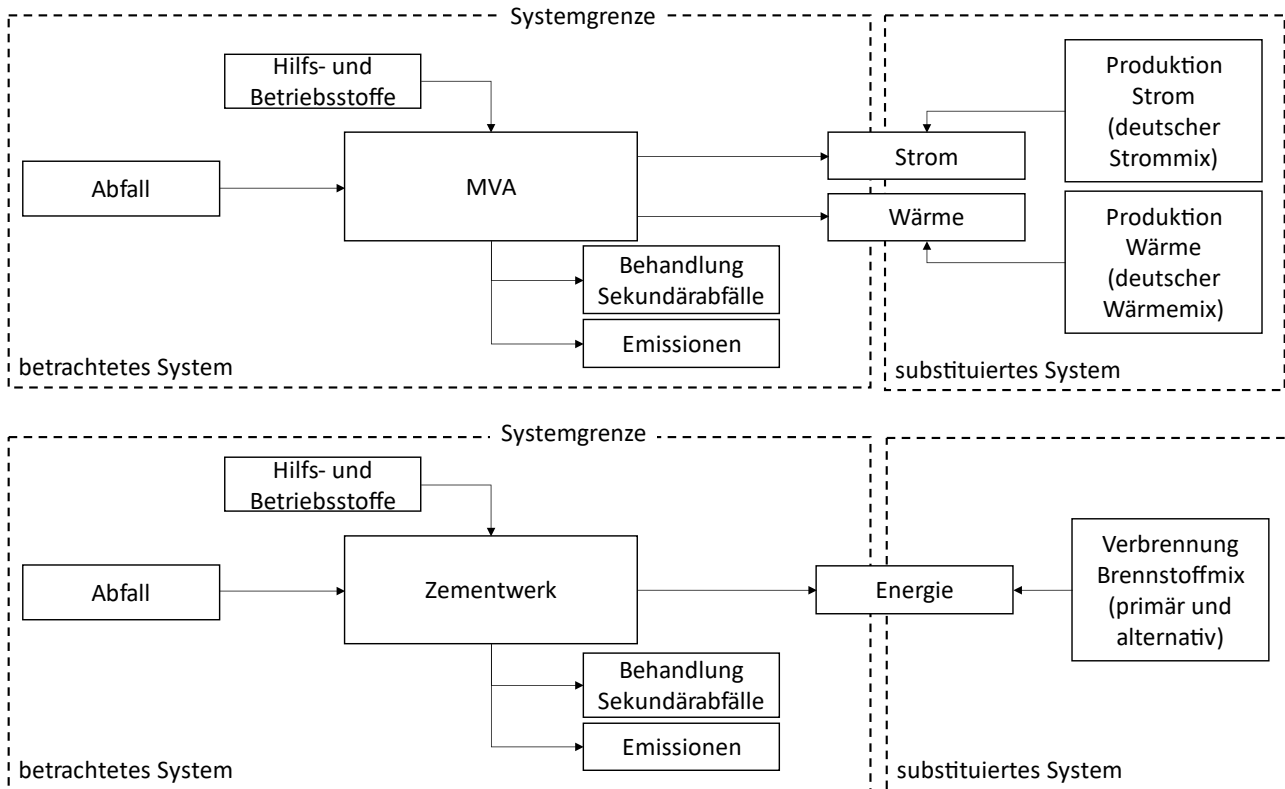 Systemgrenze
Hilfs- und
Betriebsstoffe
Abfall
MVA
Strom
Wärme
Produktion
Strom
(deutscher
Strommix)
Produktion
Wärme
(deutscher
Wärmemix)
Behandlung
Sekundärabfälle
Emissionen
betrachtetes System
substituiertes System
Systemgrenze
Hilfs- und
Betriebsstoffe
Abfall
Zementwerk
Energie
Verbrennung
Brennstoffmix
(primär und
alternativ)
Behandlung
Sekundärabfälle
Emissionen
betrachtetes System
substituiertes System